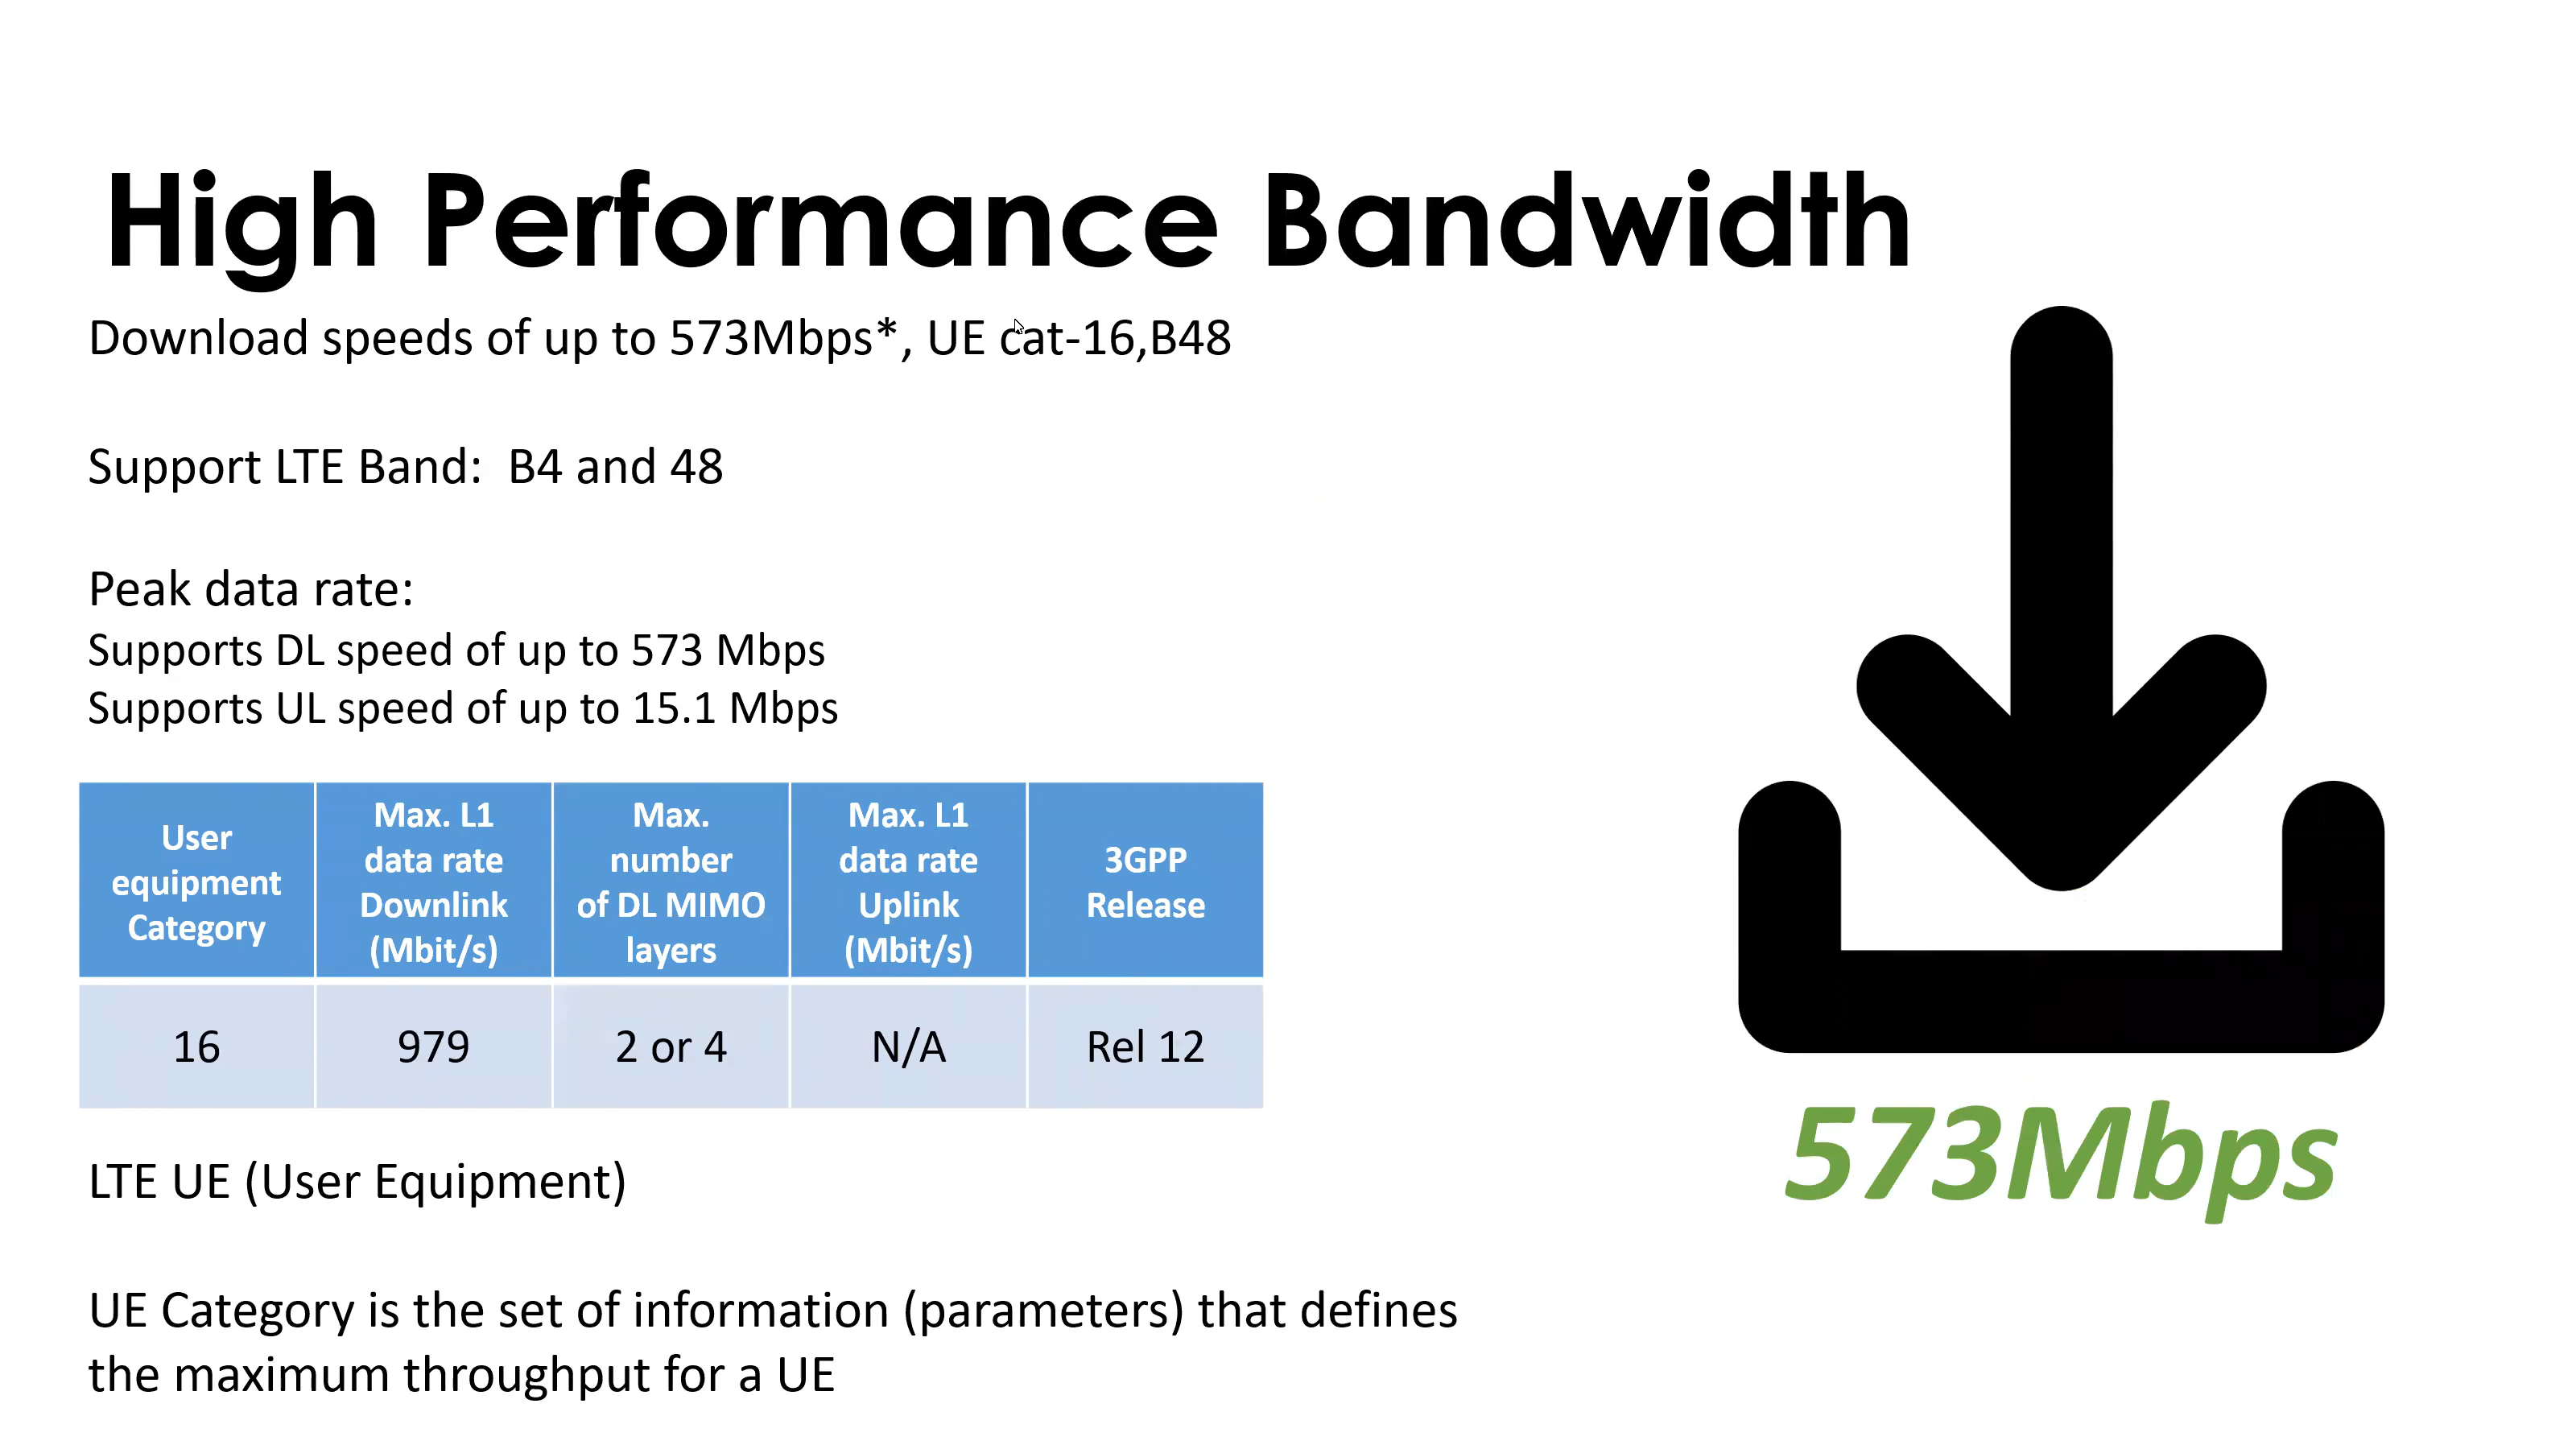 High Performance Bandwidth
Download speeds of up to 573Mbps*, UE cat-16,B48
Support LTE Band:  B4 and 48
Peak data rate:
Supports DL speed of up to 573 Mbps
Supports UL speed of up to 15.1 Mbps
User
equipment
Category
Max. L1
data rate
Downlink
(Mbit/s)
Max.
number
of DL MIMO
layers
Max. L1
data rate
Uplink
(Mbit/s)
3GPP
Release
16
979
2 or 4
N/A
Rel 12
LTE UE (User Equipment)
UE Category is the set of information (parameters) that defines
the maximum throughput for a UE
573Mbps